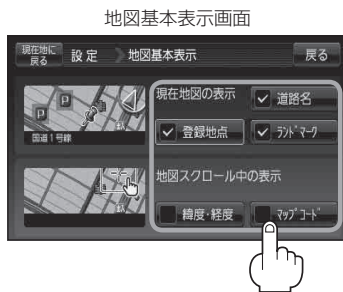 地図基本表示画面
現在地に
戻る
設定
地図基本表示
戻る
現在地図の表示
道路名
登録地点
ﾗﾝﾄﾞﾏｰｸ
国道1号線
地図スクロール中の表示
緯度・経度
ﾏｯﾌﾟｺｰﾄﾞ